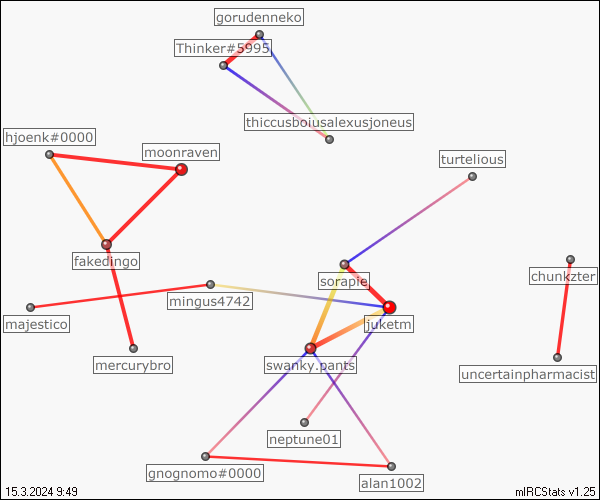 gorudenneko
Thinker#5995
thiccusboiusalexusjoneus
hjoenk#0000
moonraven
turtelious
fakedingo
sorapie
chunkzter
mingus4742
majestico
juketm
mercurybro
swanky.pants
uncertainpharmacist
neptune01
gnognomo#0000
alan1002
15.3.2024 9:49
mIRCStats v1.25